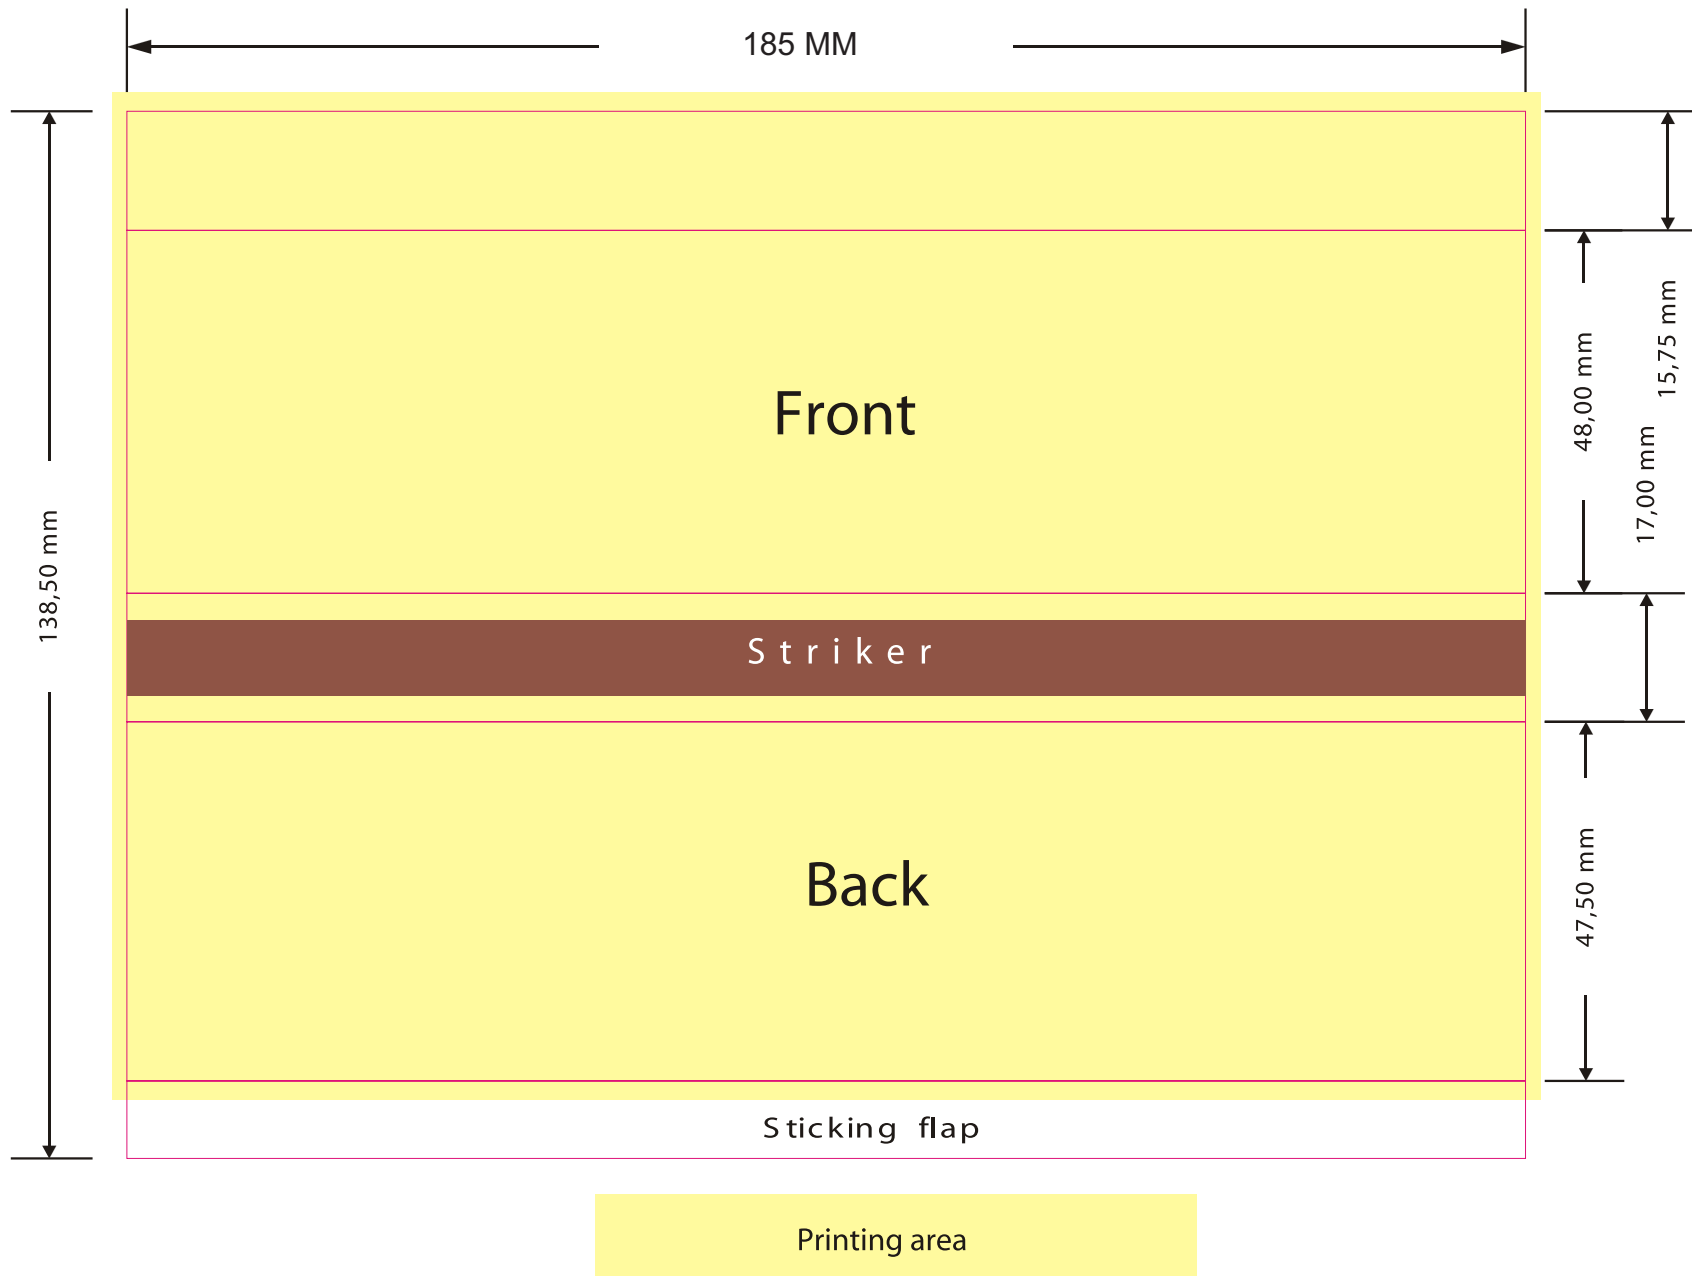 185 MM
15,75 mm
48,00 mm
Front
17,00 mm
138,50 mm
Striker
47,50 mm
Back
Sticking flap
Printing area